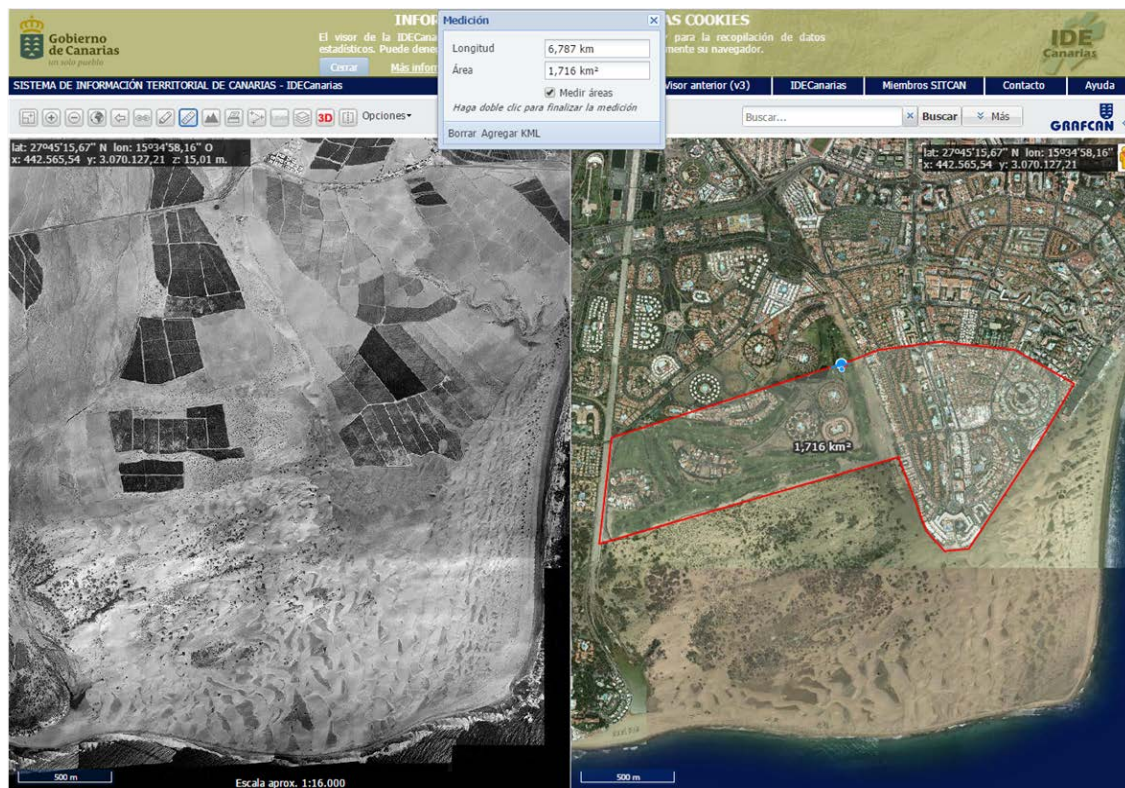 Gobierno
de Canarias
un solo pueblo
INFOR
AS COOKIES
El visor de la IDECana
para la recopilación de datos
estadísticos. Puede dene
mente su navegador.
Cerrar
Más inform
IDE
Canarias
Medición
Longitud
6,787 km
Área
1,716 km²
Medir áreas
Haga doble clic para finalizar la medición
Borrar Agregar KML
SISTEMA DE INFORMACIÓN TERRITORIAL DE CANARIAS - IDECanarias
Visor anterior (v3)
IDECanarias
Miembros SITCAN
Contacto
Ayuda
3D
Opciones
Buscar...
Buscar
Más
GRAFCAN
lat: 27º45'15,67'' N lon: 15º34'58,16'' O
x: 442.565,54 y: 3.070.127,21 z: 15,01 m.
lat: 27º45'15,67'' N lon: 15º34'58,16''
x: 442.565,54 y: 3.070.127,21
1,716 km²
500 m
Escala aprox. 1:16.000
500 m